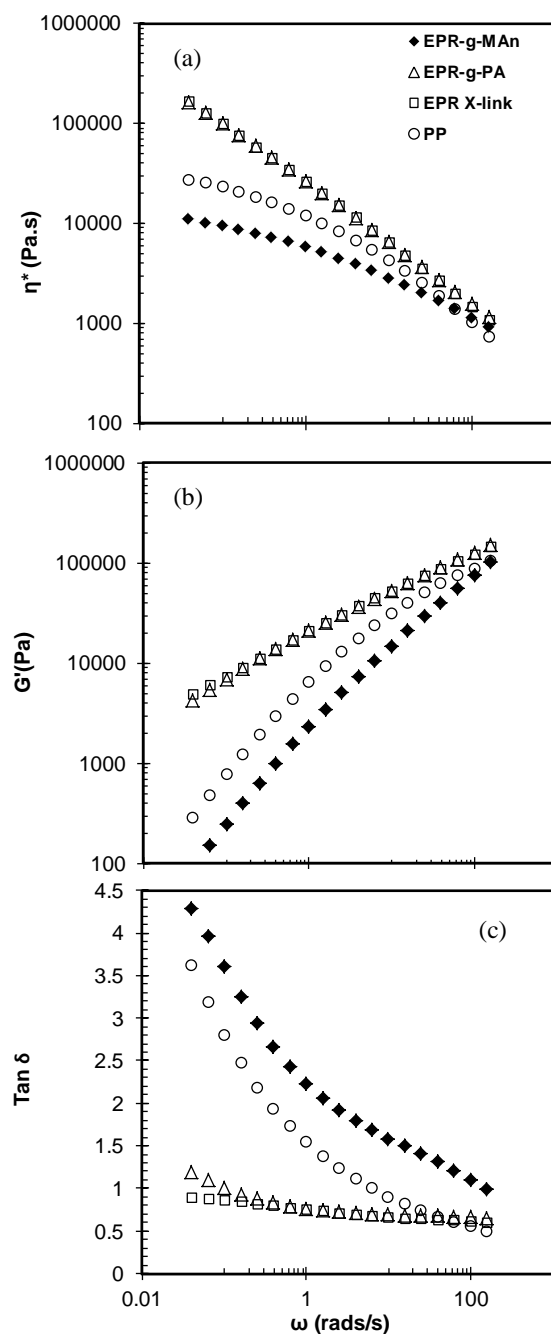 1000000
100000
10000
1000
100
η* (Pa.s)
(a)
EPR-g-MAn
EPR-g-PA
EPR X-link
PP
1000000
100000
10000
1000
100
G'(Pa)
(b)
4.5
4
3.5
3
2.5
2
1.5
1
0.5
0
Tan δ
(c)
0.01
1
100
ω (rads/s)